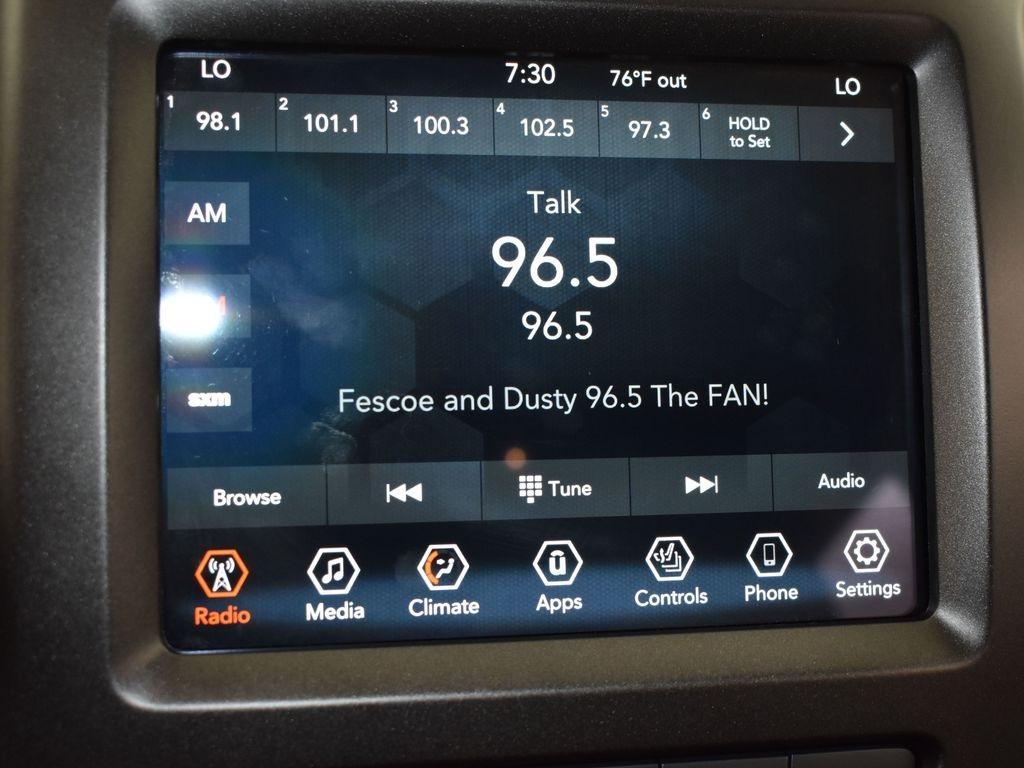 LO 7:30 76°F out LO
1 98.1 2 101.1 3 100.3 4 102.5 5 97.3 6 HOLD to Set
AM
Talk
96.5
96.5
sxm
Fescoe and Dusty 96.5 The FAN!
Browse Tune Audio
Radio Media Climate Apps Controls Phone Settings